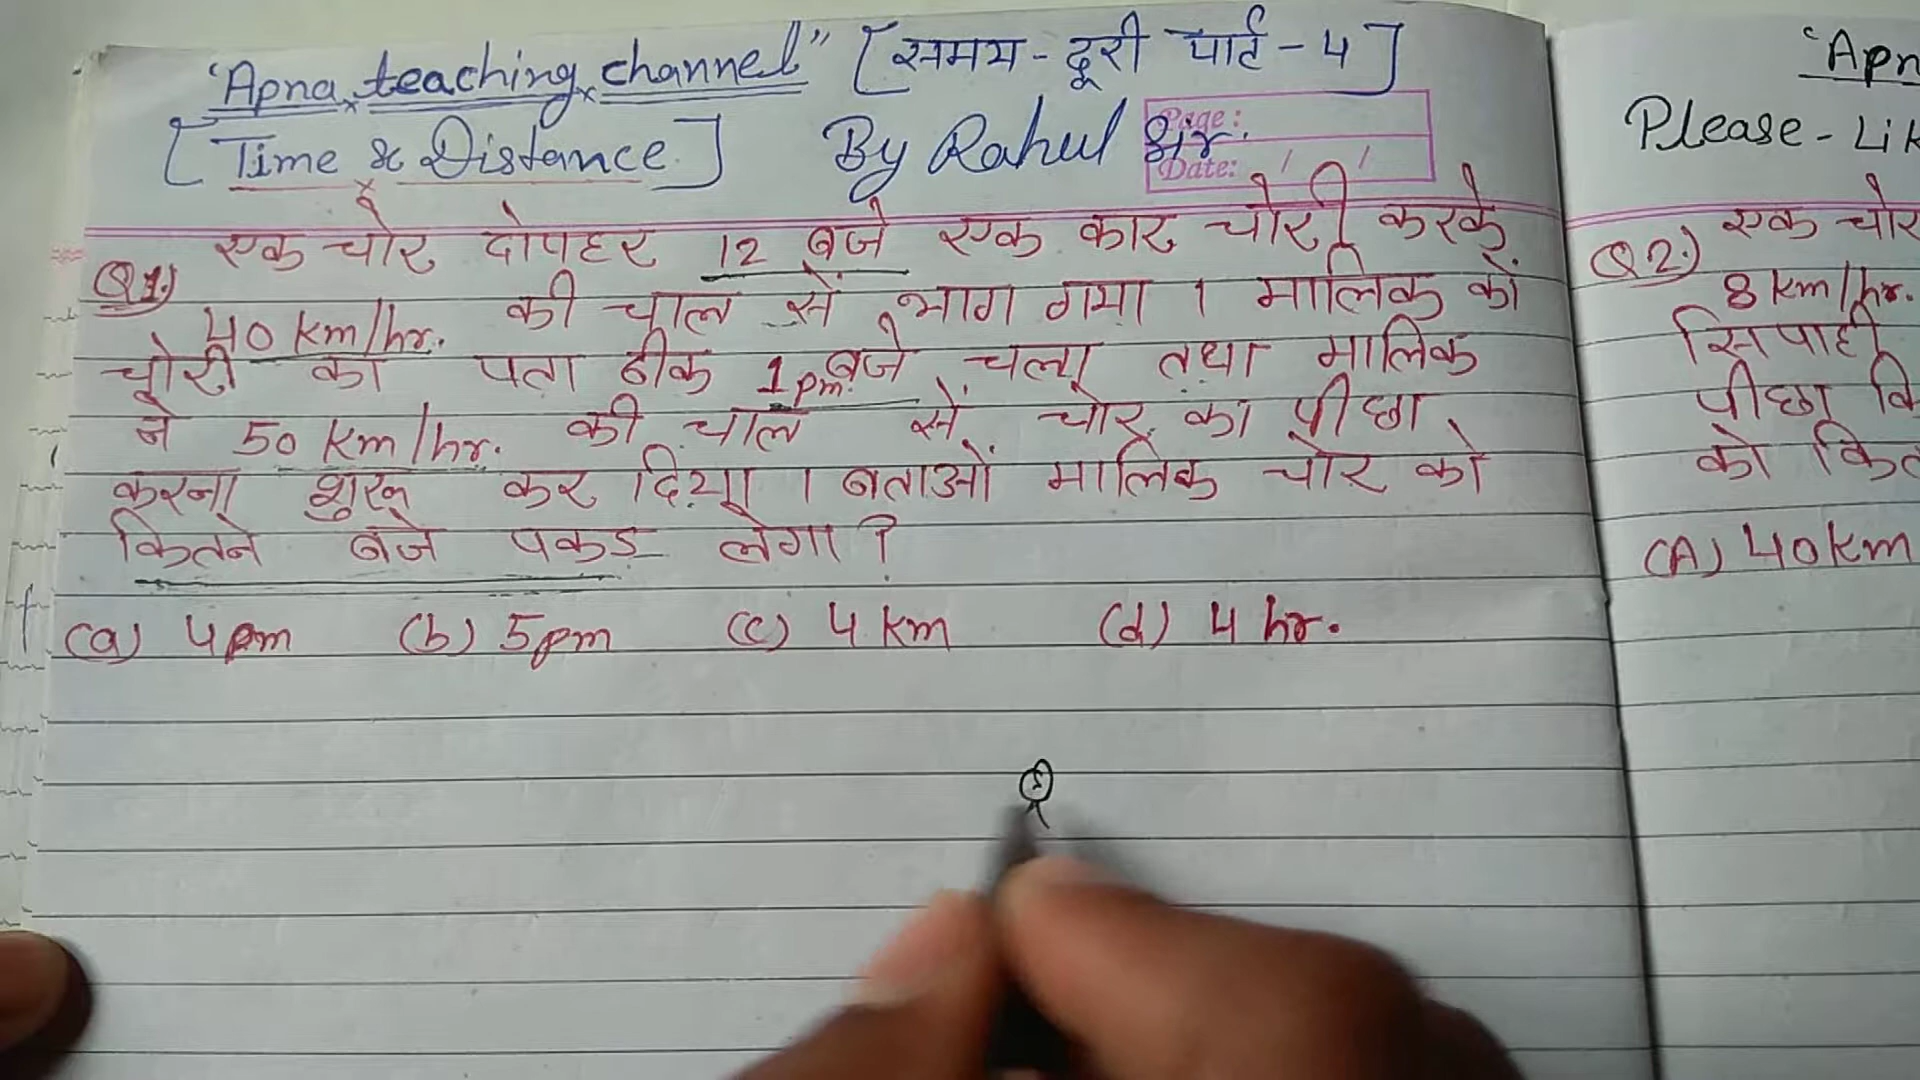 ‘Apna teaching channel” [समय - दूरी पार्ट - 4]
[Time & Distance] By Rahul Sir.
Page:
Date: / /
Q1.) एक चोर दोपहर 12 बजे एक कार चोरी करके
40 km/hr. की चाल सें भाग गया । मालिक को
चोरी का पता ठीक 1pm बजे चला तथा मालिक
ने 50 km/hr. की चाल सें चोर का पीछा
करना शुरू कर दिया । बताओं मालिक चोर को
कितने बजे पकड़ लेगा ?
(a) 4pm (b) 5pm (c) 4 km (d) 4 hr.
‘Apn
Please - Lik
Q2.) एक चोर
8 km/hr.
सिपाही
पीछा कि
को कित
(A) 40km